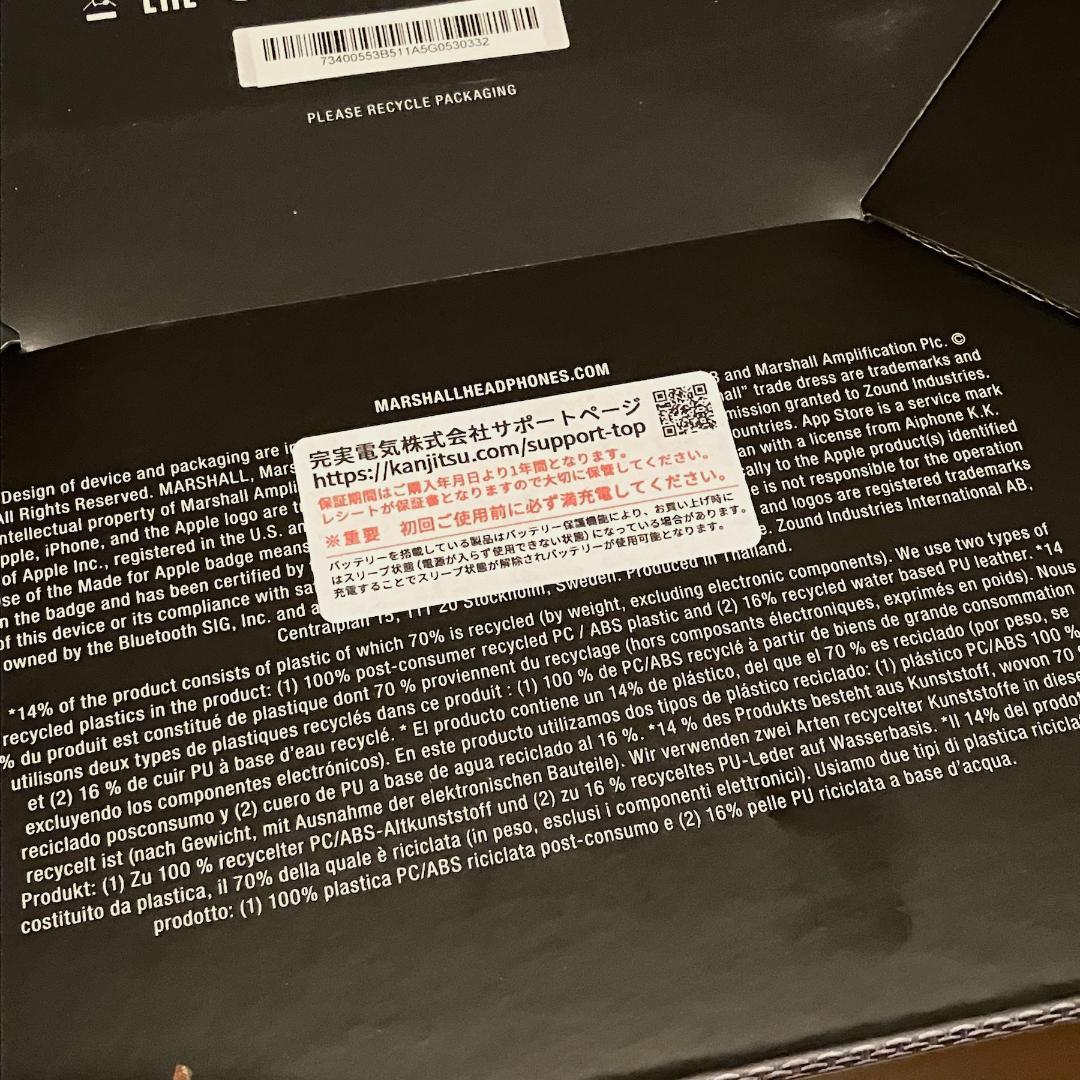 73400553B511A5G0530332
PLEASE RECYCLE PACKAGING
MARSHALLHEADPHONES.COM
完実電気株式会社サポートページ
https://kanjitsu.com/support-top
保証期間はご購入年月日より1年間となります。
レシートが保証書となりますので大切に保管してください。
※重要 初回ご使用前に必ず満充電してください。
バッテリーを搭載している製品はバッテリー保護機能により、お買い上げ時に
はスリープ状態(電源が入らず使用できない状態)になっている場合があります。
充電することでスリープ状態が解除されバッテリーが使用可能となります。
Design of device and packaging are and Marshall Amplification Plc. ©
All Rights Reserved. MARSHALL, trade dress are trademarks and
intellectual property of Marshall granted to Zound Industries.
Apple, iPhone, and the Apple logo are App Store is a service mark
of Apple Inc., registered in the U.S. with a license from Aiphone K.K.
of the Made for Apple badge means to the Apple product(s) identified
in the badge and has been certified by is not responsible for the operation
of this device or its compliance with and logos are registered trademarks
owned by the Bluetooth SIG, Inc. and Zound Industries International AB,
Centralplan 15, 111 20 Stockholm, Sweden. Produced in Thailand.
*14% of the product consists of plastic of which 70% is recycled (by weight, excluding electronic components). We use two types of
recycled plastics in the product: (1) 100% post-consumer recycled PC / ABS plastic and (2) 16% recycled water based PU leather. *14
% du produit est constitué de plastique dont 70 % proviennent du recyclage (hors composants électroniques, exprimés en poids). Nous
utilisons deux types de plastiques recyclés dans ce produit : (1) 100 % de PC/ABS recyclé à partir de biens de grande consommation
et (2) 16 % de cuir PU à base d'eau recyclé. * El producto contiene un 14% de plástico, del que el 70 % es reciclado (por peso, se
excluyendo los componentes electrónicos). En este producto utilizamos dos tipos de plástico reciclado: (1) plástico PC/ABS 100 %
reciclado posconsumo y (2) cuero de PU a base de agua reciclado al 16 %. *14 % des Produkts besteht aus Kunststoff, wovon 70
recycelt ist (nach Gewicht, mit Ausnahme der elektronischen Bauteile). Wir verwenden zwei Arten recycelter Kunststoffe in diese
Produkt: (1) Zu 100 % recycelter PC/ABS-Altkunststoff und (2) zu 16 % recyceltes PU-Leder auf Wasserbasis. *Il 14% del prodot
costituito da plastica, il 70% della quale è riciclata (in peso, esclusi i componenti elettronici). Usiamo due tipi di plastica ricicla
prodotto: (1) 100% plastica PC/ABS riciclata post-consumo e (2) 16% pelle PU riciclata a base d'acqua.